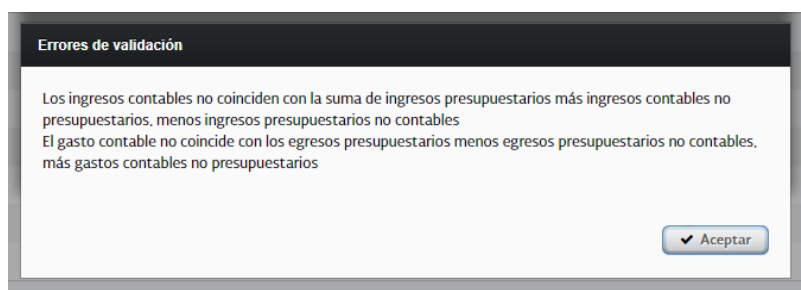 Errores de validación
Los ingresos contables no coinciden con la suma de ingresos presupuestarios más ingresos contables no
presupuestarios, menos ingresos presupuestarios no contables
El gasto contable no coincide con los egresos presupuestarios menos egresos presupuestarios no contables,
más gastos contables no presupuestarios
Aceptar